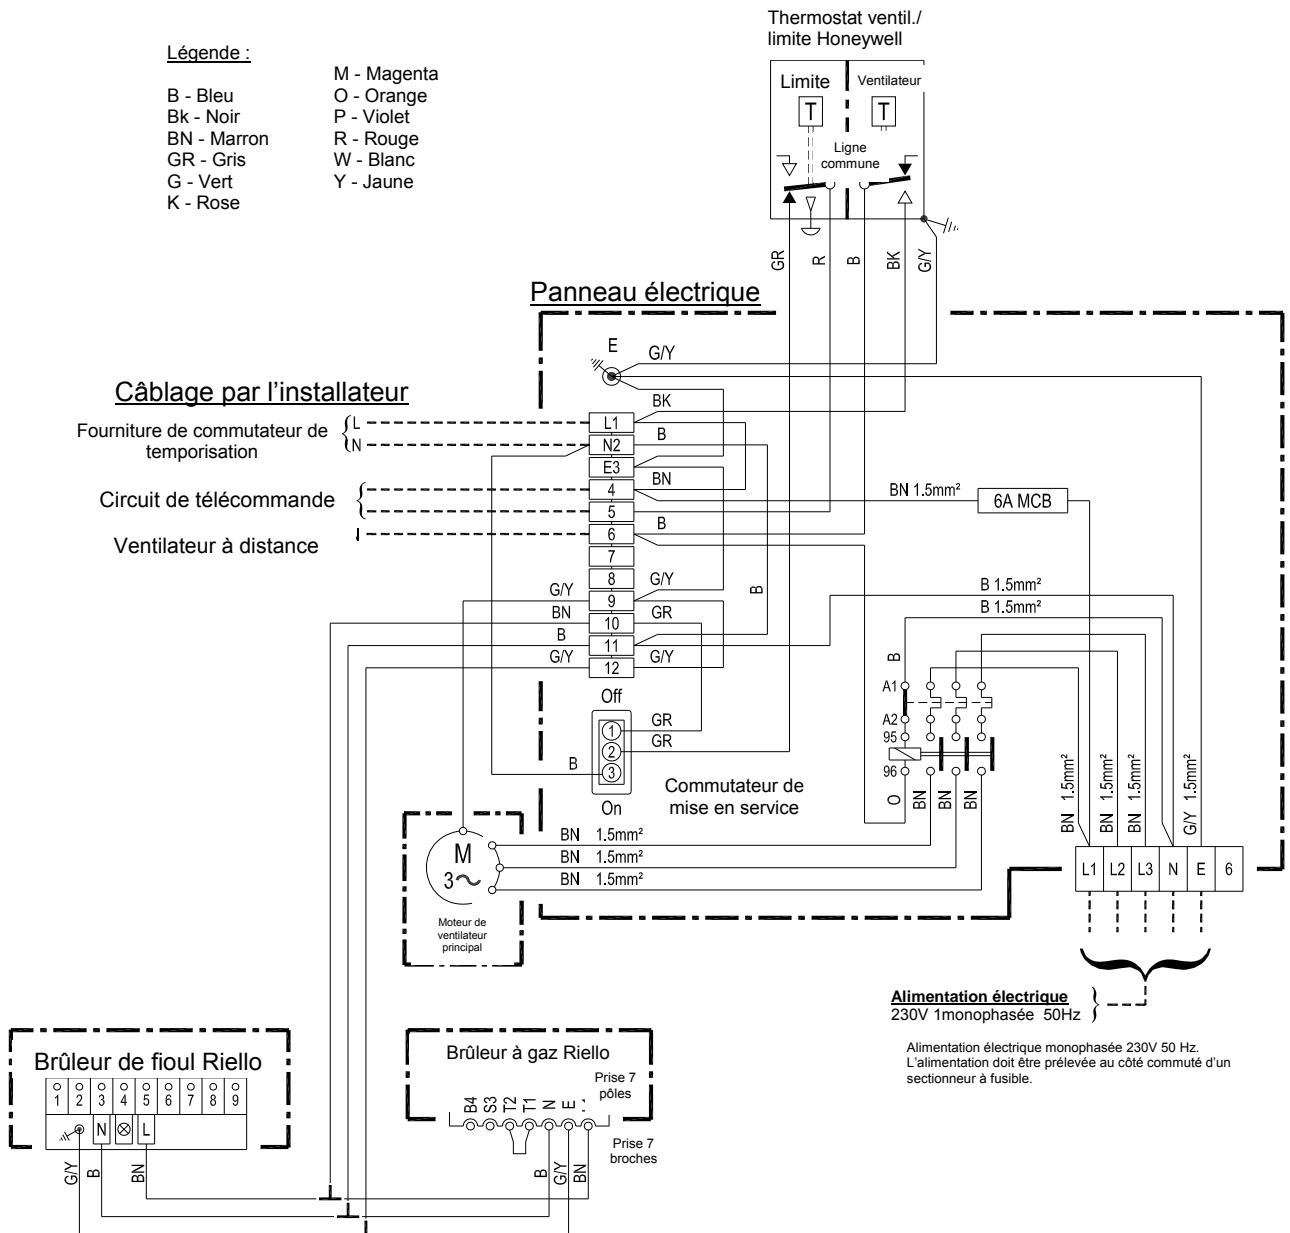 Thermostat ventil./
limite Honeywell
Légende :
M - Magenta
B - Bleu
O - Orange
Bk - Noir
P - Violet
BN - Marron
R - Rouge
GR - Gris
W - Blanc
G - Vert
Y - Jaune
K - Rose
Limite
Ventilateur
T
T
Ligne
commune
GR
R
B
BK
G/Y
Panneau électrique
E
G/Y
Câblage par l'installateur
BK
Fourniture de commutateur de
temporisation
L
N
L1
N2
B
E3
BN
Circuit de télécommande
4
5
BN 1.5mm²
6A MCB
B
Ventilateur à distance
6
7
8
G/Y
G/Y
9
B
BN
10
GR
B
11
G/Y
12
G/Y
B 1.5mm²
B 1.5mm²
B
A1
A2
95
96
O
BN
BN
BN
Off
1
GR
2
GR
B
3
On
Commutateur de
mise en service
BN 1.5mm²
BN 1.5mm²
BN 1.5mm²
M
3
Moteur de
ventilateur
principal
BN 1.5mm²
BN 1.5mm²
BN 1.5mm²
G/Y 1.5mm²
L1 L2 L3 N E 6
Alimentation électrique
230V 1monophasée 50Hz
Alimentation électrique monophasée 230V 50 Hz.
L'alimentation doit être prélevée au côté commuté d'un
sectionneur à fusible.
Brûleur de fioul Riello
1 2 3 4 5 6 7 8 9
N
L
G/Y
B
BN
Brûleur à gaz Riello
Prise 7
pôles
B4 S3 T2 T1 N E
Prise 7
broches
B
G/Y
BN